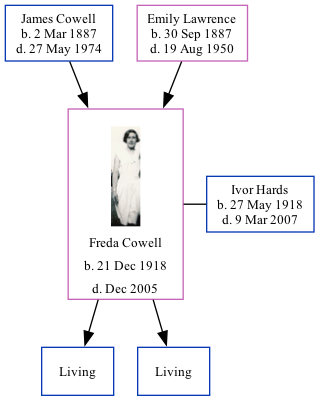 James Cowell
b. 2 Mar 1887
d. 27 May 1974
Emily Lawrence
b. 30 Sep 1887
d. 19 Aug 1950
Freda Cowell
b. 21 Dec 1918
d. Dec 2005
Ivor Hards
b. 27 May 1918
d. 9 Mar 2007
Living
Living